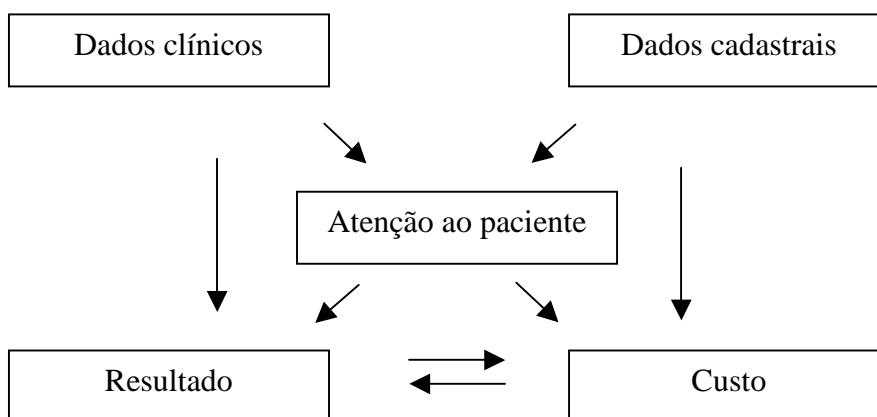 Dados clínicos
Dados cadastrais
Atenção ao paciente
Resultado
Custo